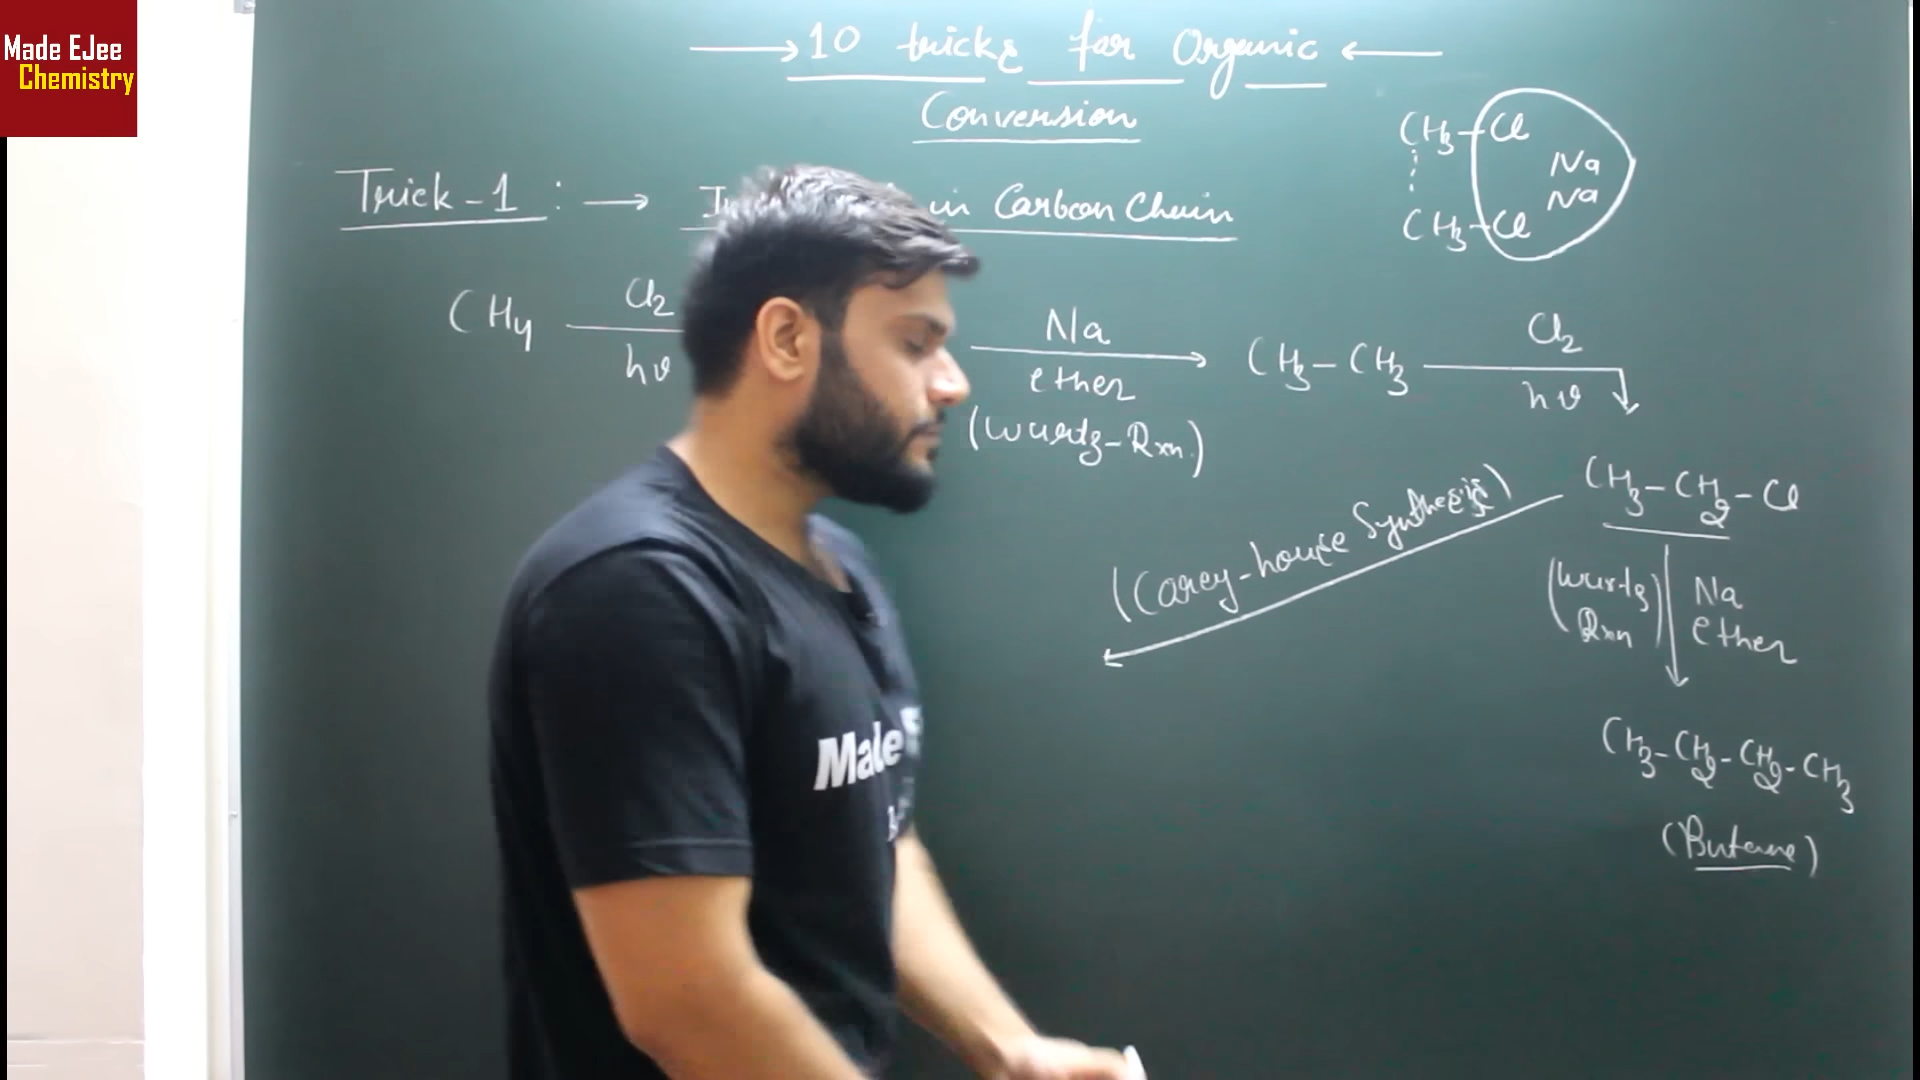 Made EJee
Chemistry
→ 10 tricks for Organic ←
Conversion
Trick-1 : → in Carbon Chain
CH3-Cl
Na
Na
CH3-Cl
CH4 Cl2
hν
Na
ether
(Wurtz-Rxn.)
CH3-CH3 Cl2
hν
CH3-CH2-Cl
(Corey-house Synthesis)
(Wurtz
Rxn)
Na
ether
CH3-CH2-CH2-CH3
(Butane)
Made